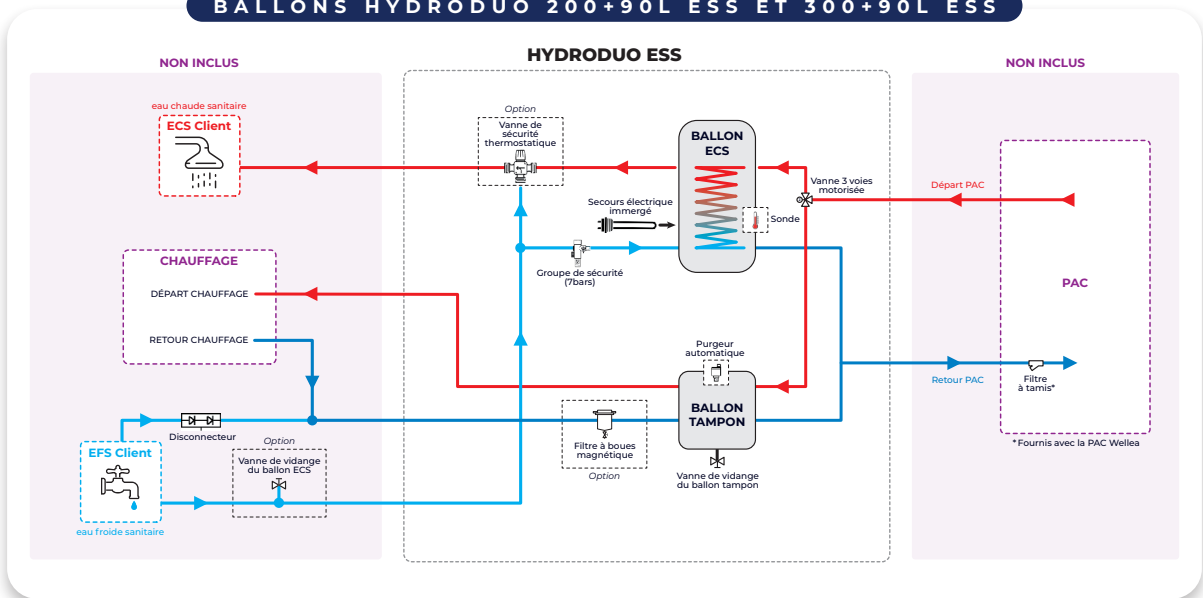 BALLONS HYDRODUO 200+90L ESS ET 300+90L ESS
HYDRODUO ESS
NON INCLUS
NON INCLUS
eau chaude sanitaire
ECS Client
Option
Vanne de
sécurité
thermostatique
BALLON
ECS
Vanne 3 voies
motorisée
Départ PAC
Secours électrique
immergé
Sonde
Groupe de sécurité
(7bars)
CHAUFFAGE
DÉPART CHAUFFAGE
RETOUR CHAUFFAGE
PAC
Purgeur
automatique
Retour PAC
Filtre
à tamis*
BALLON
TAMPON
Disconnecteur
Filtre à boues
magnétique
Option
Vanne de vidange
du ballon tampon
*Fournis avec la PAC Wellea
EFS Client
Option
Vanne de vidange
du ballon ECS
eau froide sanitaire